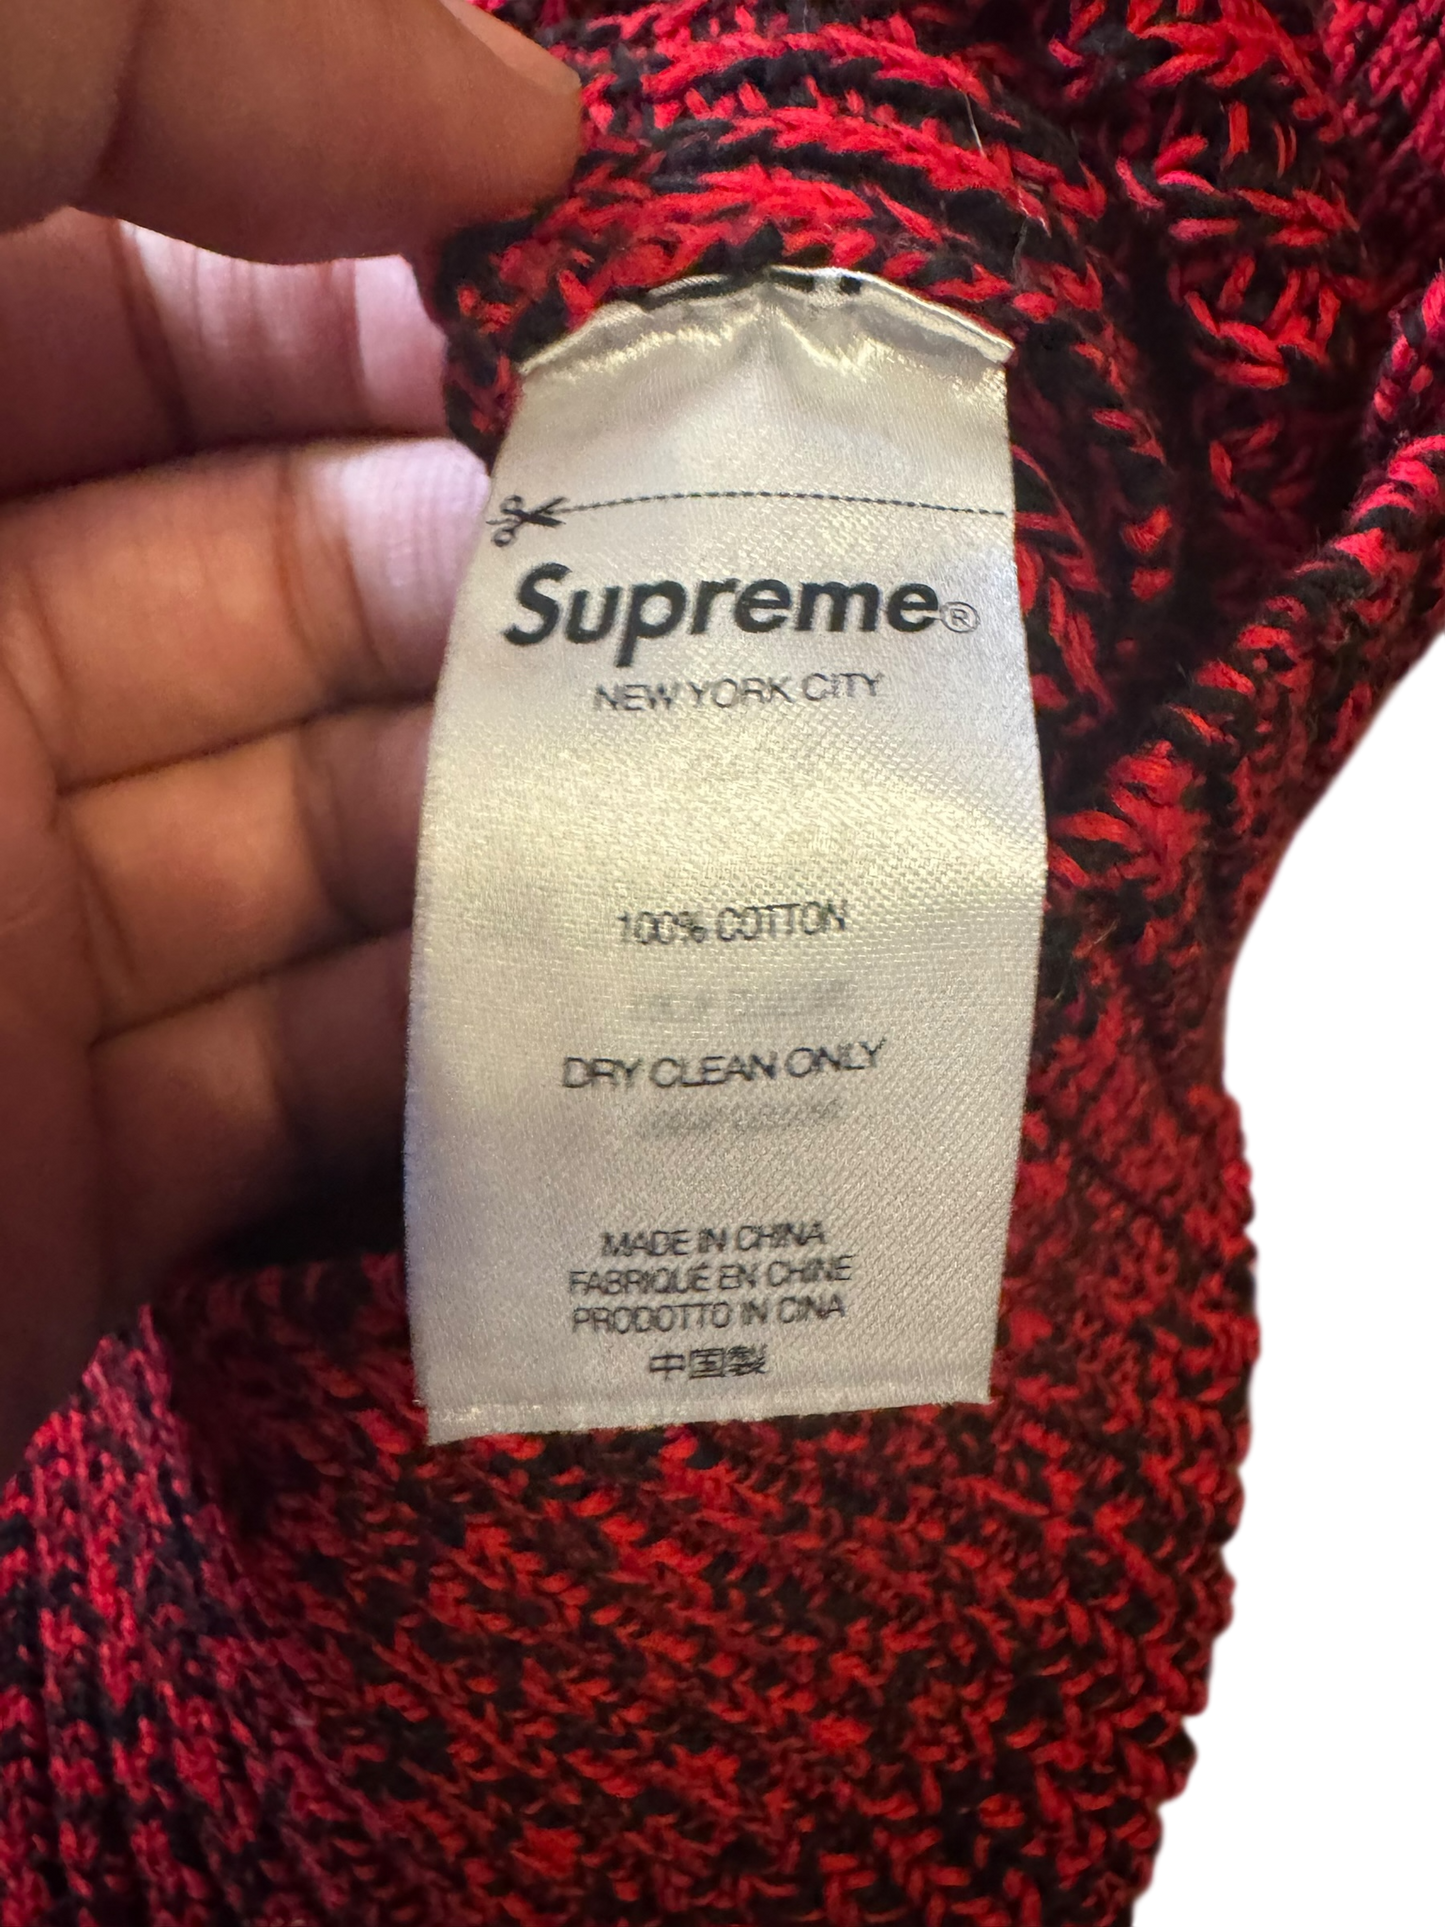 Supreme®
NEW YORK CITY
100% COTTON
DRY CLEAN ONLY
MADE IN CHINA
FABRIQUÉ EN CHINE
PRODOTTO IN CINA
中国製